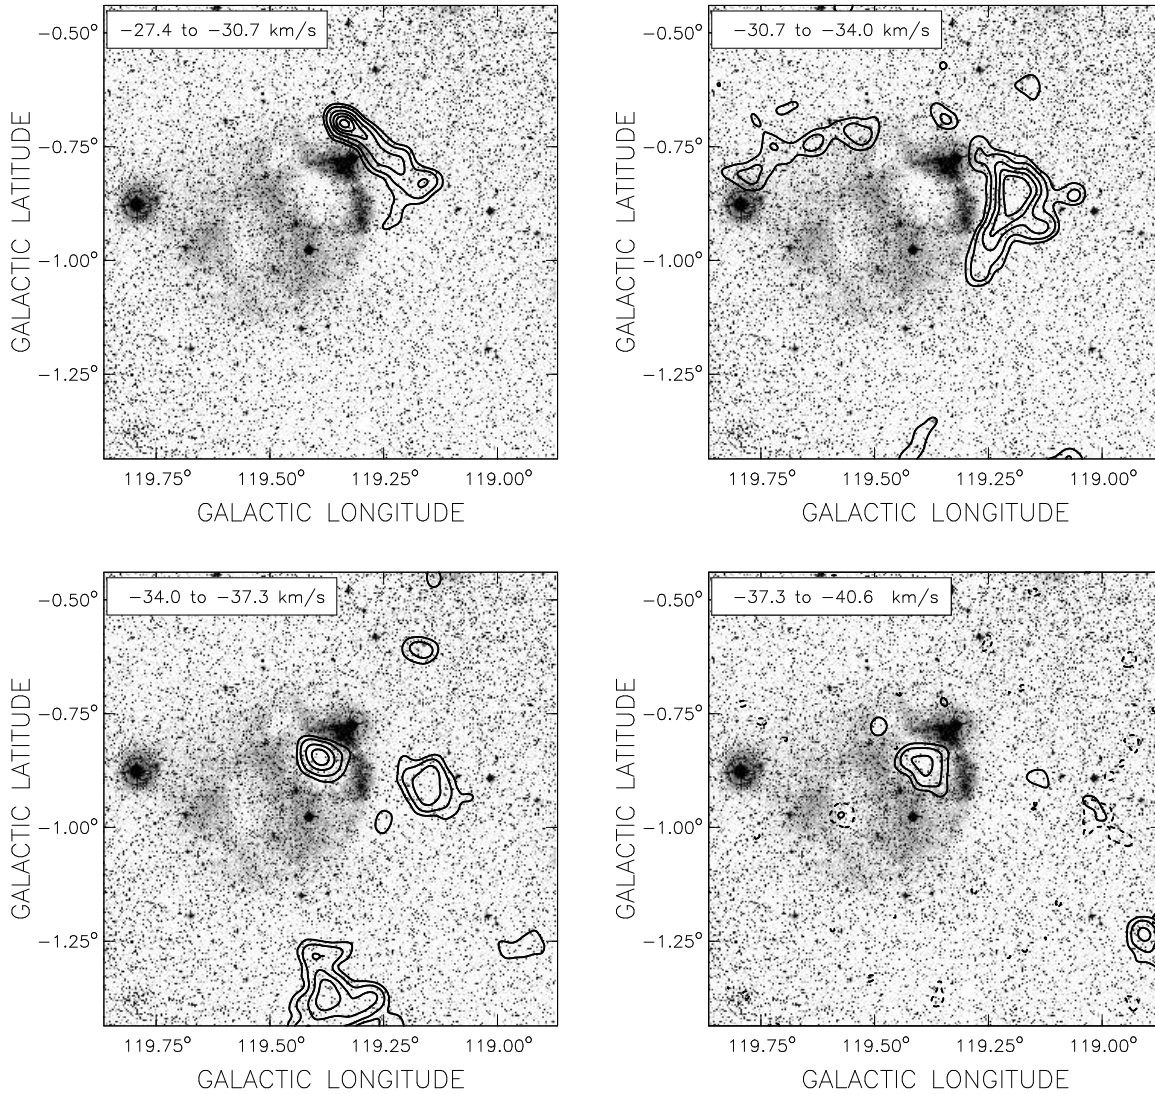 −27.4 to −30.7 km/s
−0.50°
−0.75°
−1.00°
−1.25°
GALACTIC LATITUDE
119.75° 119.50° 119.25° 119.00°
GALACTIC LONGITUDE
−30.7 to −34.0 km/s
−0.50°
−0.75°
−1.00°
−1.25°
GALACTIC LATITUDE
119.75° 119.50° 119.25° 119.00°
GALACTIC LONGITUDE
−34.0 to −37.3 km/s
−0.50°
−0.75°
−1.00°
−1.25°
GALACTIC LATITUDE
119.75° 119.50° 119.25° 119.00°
GALACTIC LONGITUDE
−37.3 to −40.6 km/s
−0.50°
−0.75°
−1.00°
−1.25°
GALACTIC LATITUDE
119.75° 119.50° 119.25° 119.00°
GALACTIC LONGITUDE